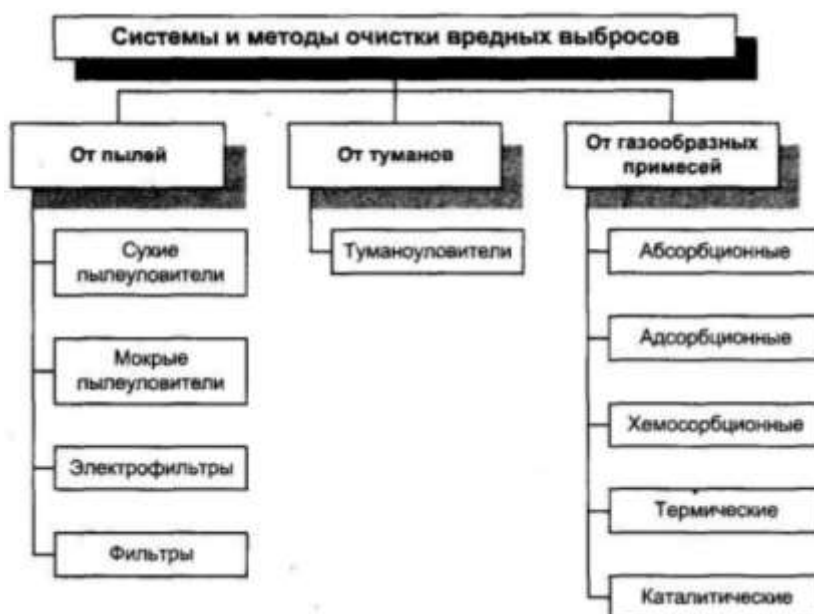 Системы и методы очистки вредных выбросов
От пылей
От туманов
От газообразных
примесей
Сухие
пылеуловители
Мокрые
пылеуловители
Электрофильтры
Фильтры
Туманоуловители
Абсорбционные
Адсорбционные
Хемосорбционные
Термические
Каталитические